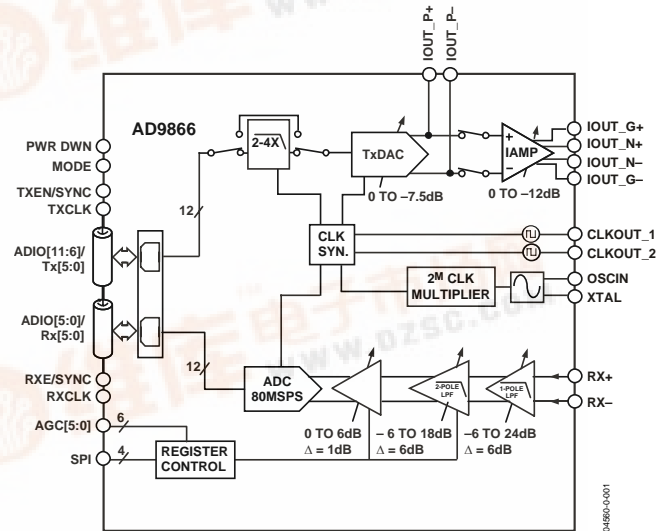 IOUT_P+
IOUT_P–
AD9866
PWR DWN
MODE
TXEN/SYNC
TXCLK
ADIO[11:6]/
Tx[5:0]
ADIO[5:0]/
Rx[5:0]
RXE/SYNC
RXCLK
AGC[5:0]
SPI
12
2-4X
TxDAC
0 TO –7.5dB
IAMP
+
–
0 TO –12dB
IOUT_G+
IOUT_N+
IOUT_N–
IOUT_G–
CLK
SYN.
CLKOUT_1
CLKOUT_2
2M CLK
MULTIPLIER
OSCIN
XTAL
12
ADC
80MSPS
2-POLE
LPF
1-POLE
LPF
RX+
RX–
0 TO 6dB
Δ = 1dB
– 6 TO 18dB
Δ = 6dB
–6 TO 24dB
Δ = 6dB
6
4
REGISTER
CONTROL
04560-0-001
WWW.DZSC.COM